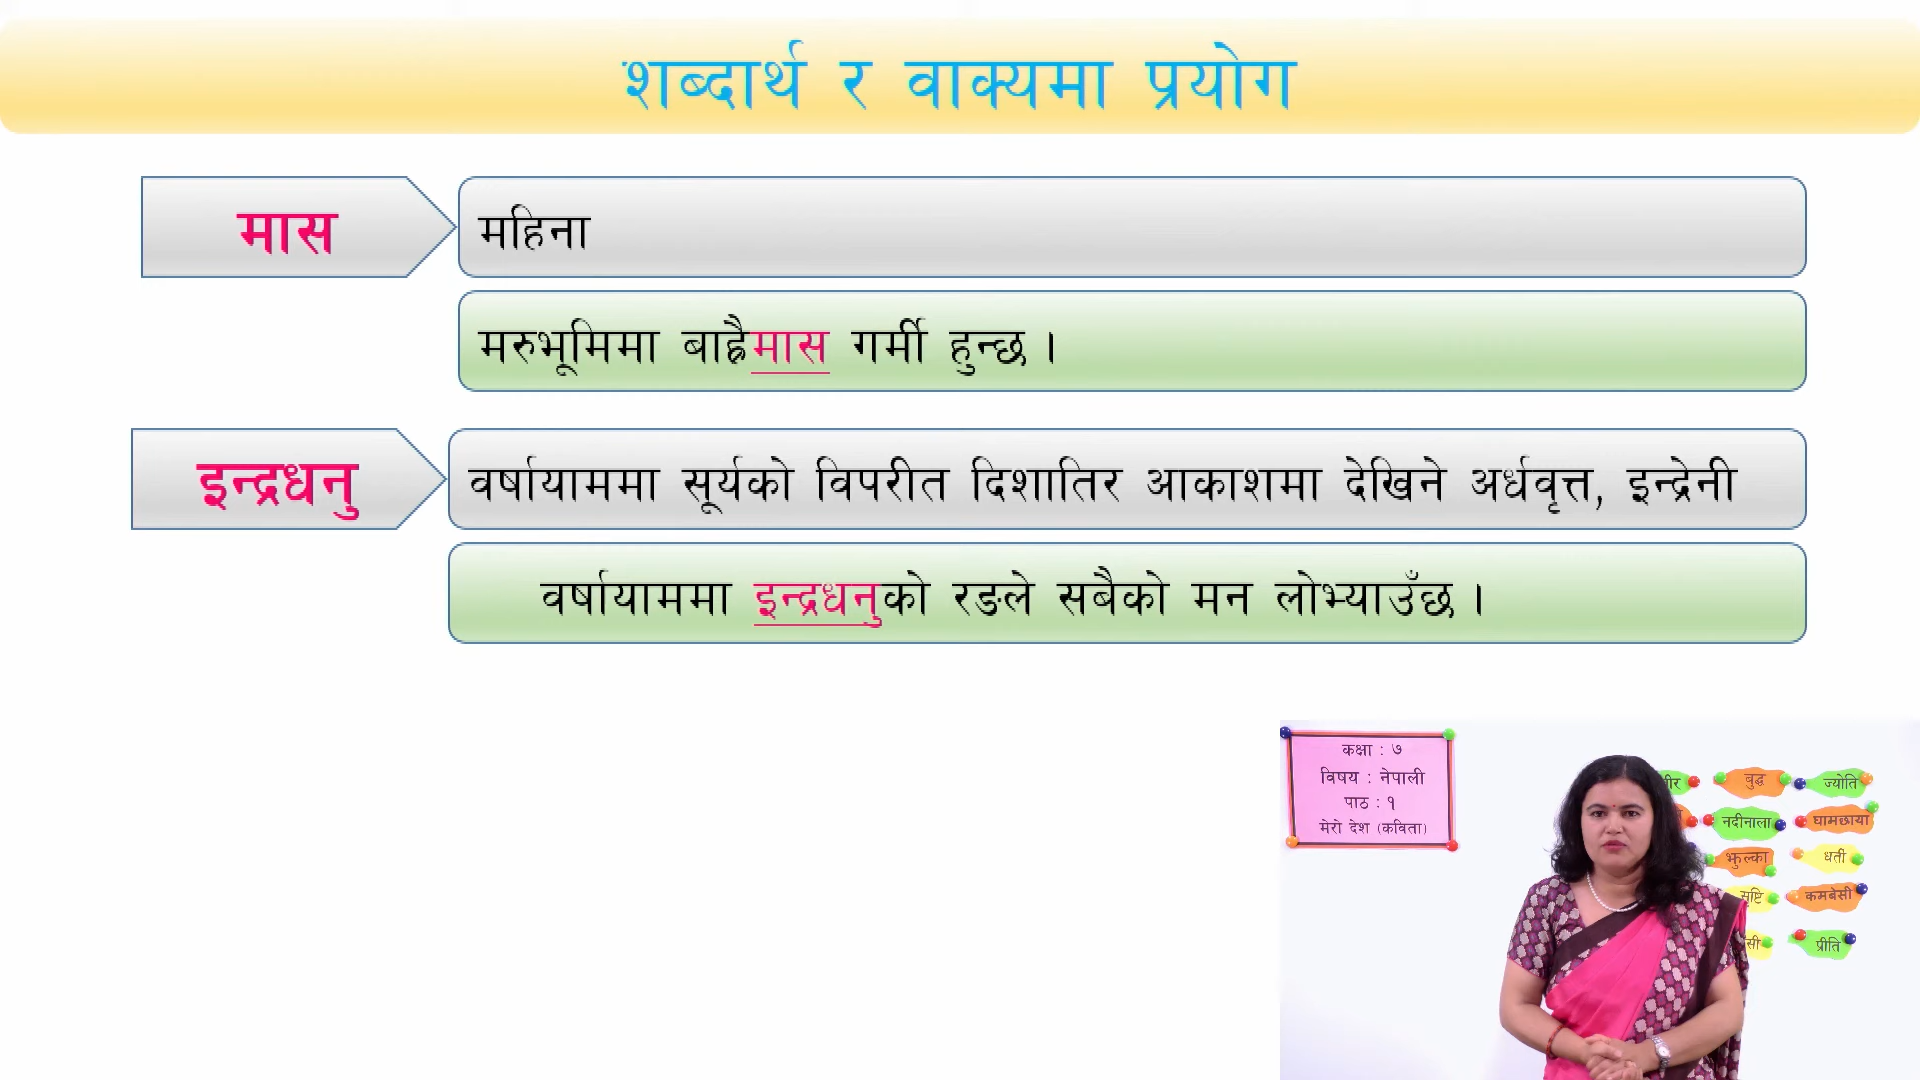 शब्दार्थ र वाक्यमा प्रयोग
मास
महिना
मरुभूमिमा बाह्रैमास गर्मी हुन्छ ।
इन्द्रधनु
वर्षायाममा सूर्यको विपरीत दिशातिर आकाशमा देखिने अर्धवृत्त, इन्द्रेनी
वर्षायाममा इन्द्रधनुको रङले सबैको मन लोभ्याउँछ ।
कक्षा : ७
विषय : नेपाली
पाठ : १
मेरो देश (कविता)
बुद्ध ज्योति
नदीनाला घामछाया
झुल्का धर्ती
सृष्टि कमबेसी
प्रीति